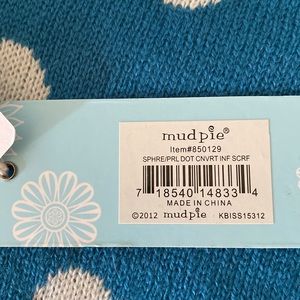 mudpie®
Item#850129
SPHRE/PRL DOT CNVRT INF SCRF
7 18540 14833 4
MADE IN CHINA
©2012 mudpie KBISS15312